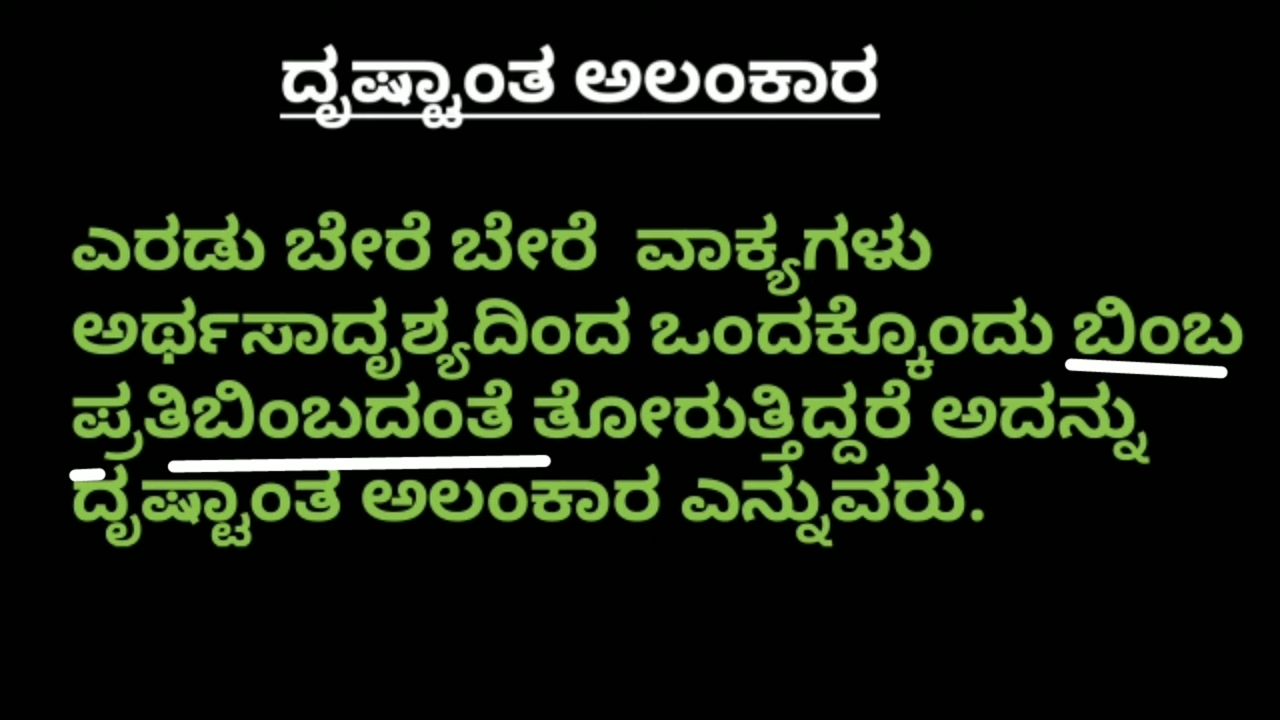 ದೃಷ್ಟಾಂತ ಅಲಂಕಾರ
ಎರಡು ಬೇರೆ ಬೇರೆ ವಾಕ್ಯಗಳು
ಅರ್ಥಸಾದೃಶ್ಯದಿಂದ ಒಂದಕ್ಕೊಂದು ಬಿಂಬ
ಪ್ರತಿಬಿಂಬದಂತೆ ತೋರುತ್ತಿದ್ದರೆ ಅದನ್ನು
ದೃಷ್ಟಾಂತ ಅಲಂಕಾರ ಎನ್ನುವರು.